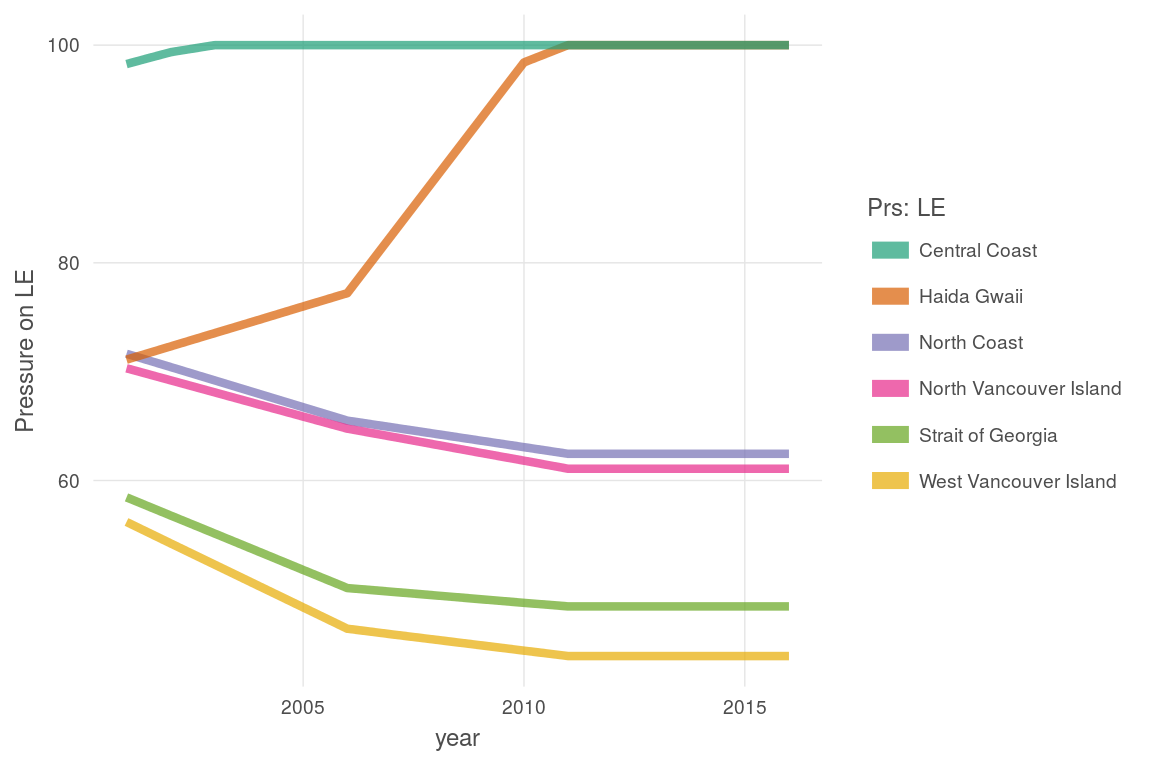 100
80
60
Pressure on LE
2005
2010
2015
year
Prs: LE
Central Coast
Haida Gwaii
North Coast
North Vancouver Island
Strait of Georgia
West Vancouver Island